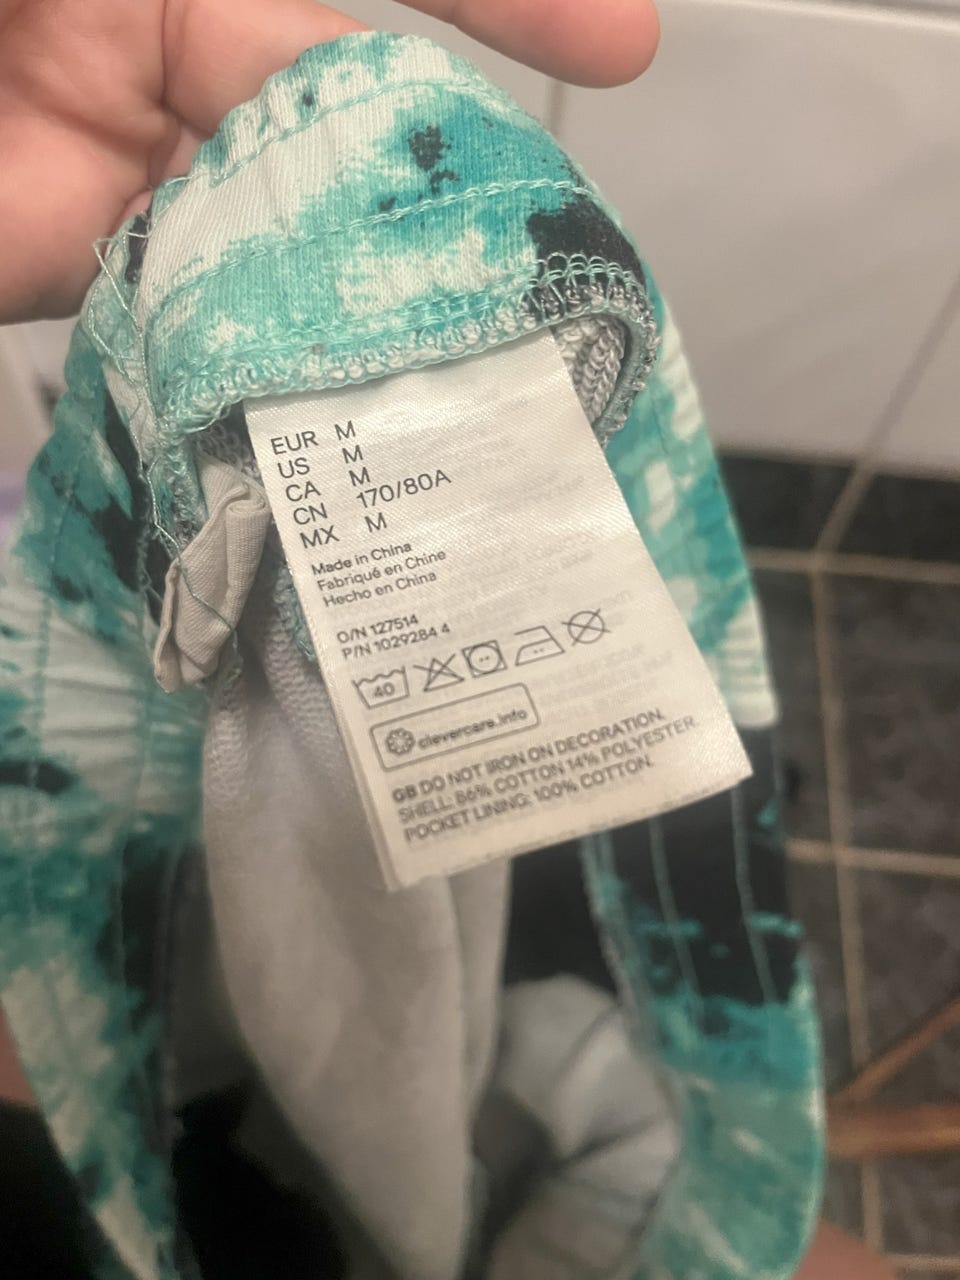 EUR M
US M
CA M
CN 170/80A
MX M
Made in China
Fabriqué en Chine
Hecho en China
O/N 127514
P/N 1029284 4
40
clevercare.info
GB DO NOT IRON ON DECORATION.
SHELL: 86% COTTON 14% POLYESTER.
POCKET LINING: 100% COTTON.